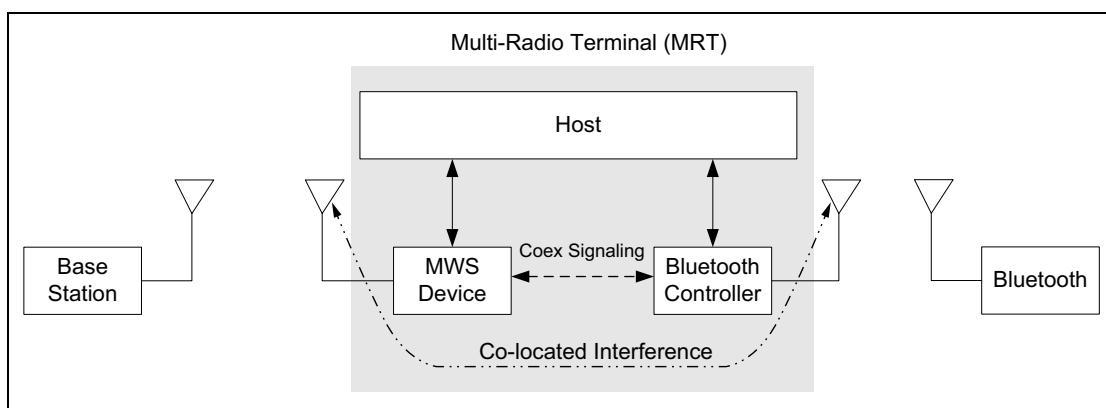 Multi-Radio Terminal (MRT)
Host
Coex Signaling
Base
Station
MWS
Device
Bluetooth
Controller
Bluetooth
Co-located Interference